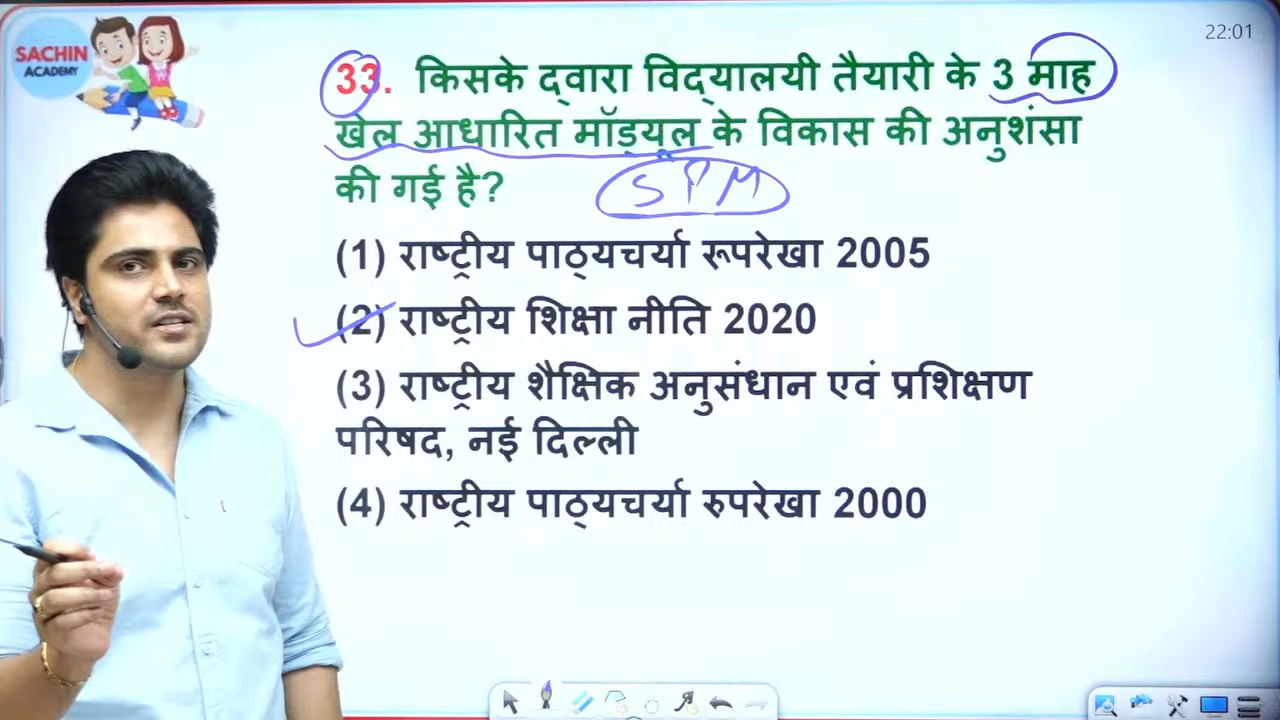 22:01
SACHIN
ACADEMY
33. किसके द्वारा विद्यालयी तैयारी के 3 माह
खेल आधारित मॉड्यूल के विकास की अनुशंसा
की गई है?
SPM
(1) राष्ट्रीय पाठ्यचर्या रूपरेखा 2005
(2) राष्ट्रीय शिक्षा नीति 2020
(3) राष्ट्रीय शैक्षिक अनुसंधान एवं प्रशिक्षण
परिषद, नई दिल्ली
(4) राष्ट्रीय पाठ्यचर्या रुपरेखा 2000